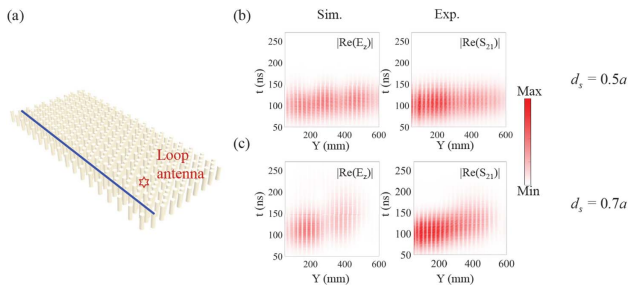 (a)
Loop
antenna
(b)
Sim.
Exp.
|Re(E_z)|
|Re(S_21)|
t (ns)
250
200
150
100
50
200 400 600
Y (mm)
t (ns)
250
200
150
100
50
200 400 600
Y (mm)
d_s = 0.5a
Max
Min
(c)
|Re(E_z)|
|Re(S_21)|
t (ns)
250
200
150
100
50
200 400 600
Y (mm)
t (ns)
250
200
150
100
50
200 400 600
Y (mm)
d_s = 0.7a